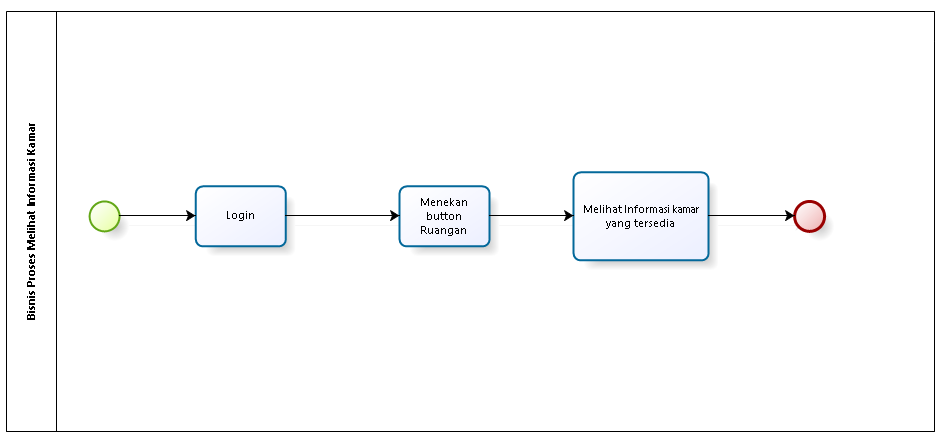 Bisnis Proses Melihat Informasi Kamar
Login
Menekan
button
Ruangan
Melihat Informasi kamar
yang tersedia